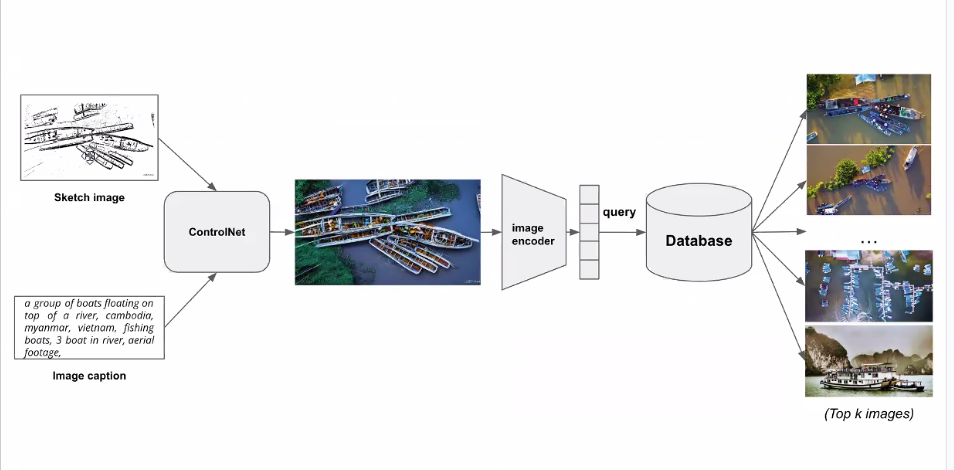 Sketch image
ControlNet
a group of boats floating on
top of a river, cambodia,
myanmar, vietnam, fishing
boats, 3 boat in river, aerial
footage,
Image caption
image
encoder
query
Database
...
(Top k images)